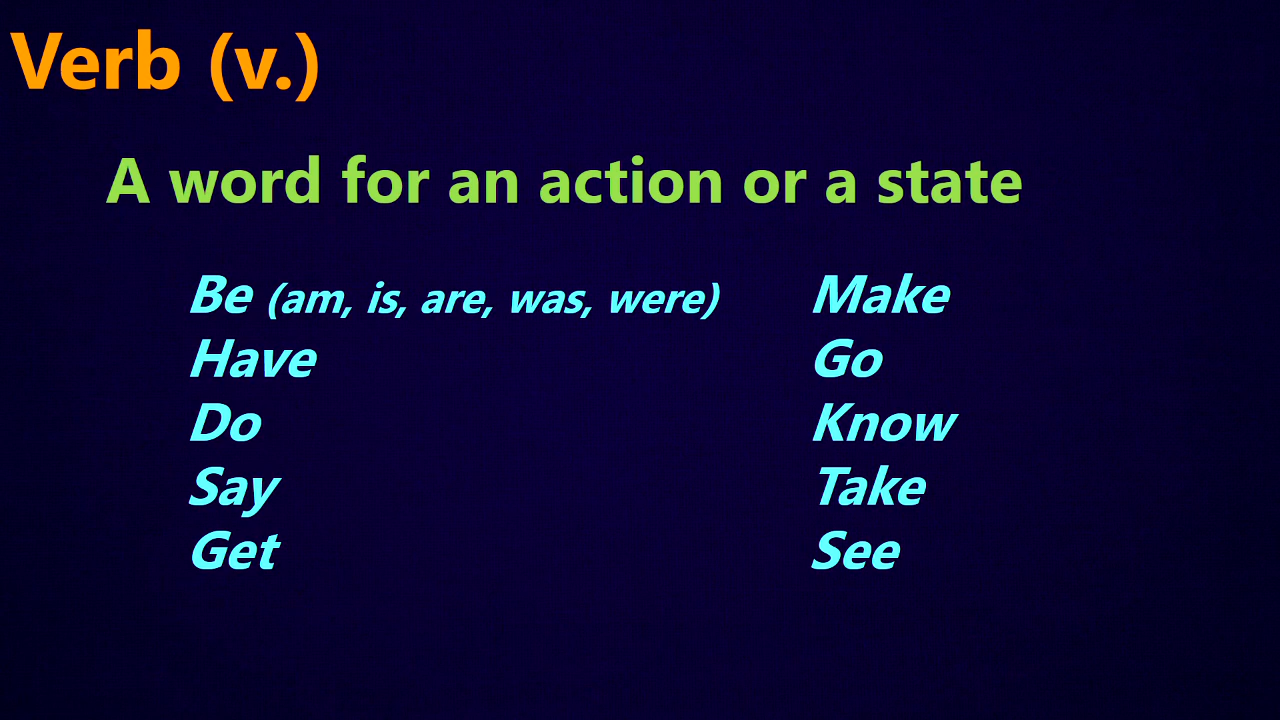 Verb (v.)
A word for an action or a state
Be (am, is, are, was, were)
Have
Do
Say
Get
Make
Go
Know
Take
See